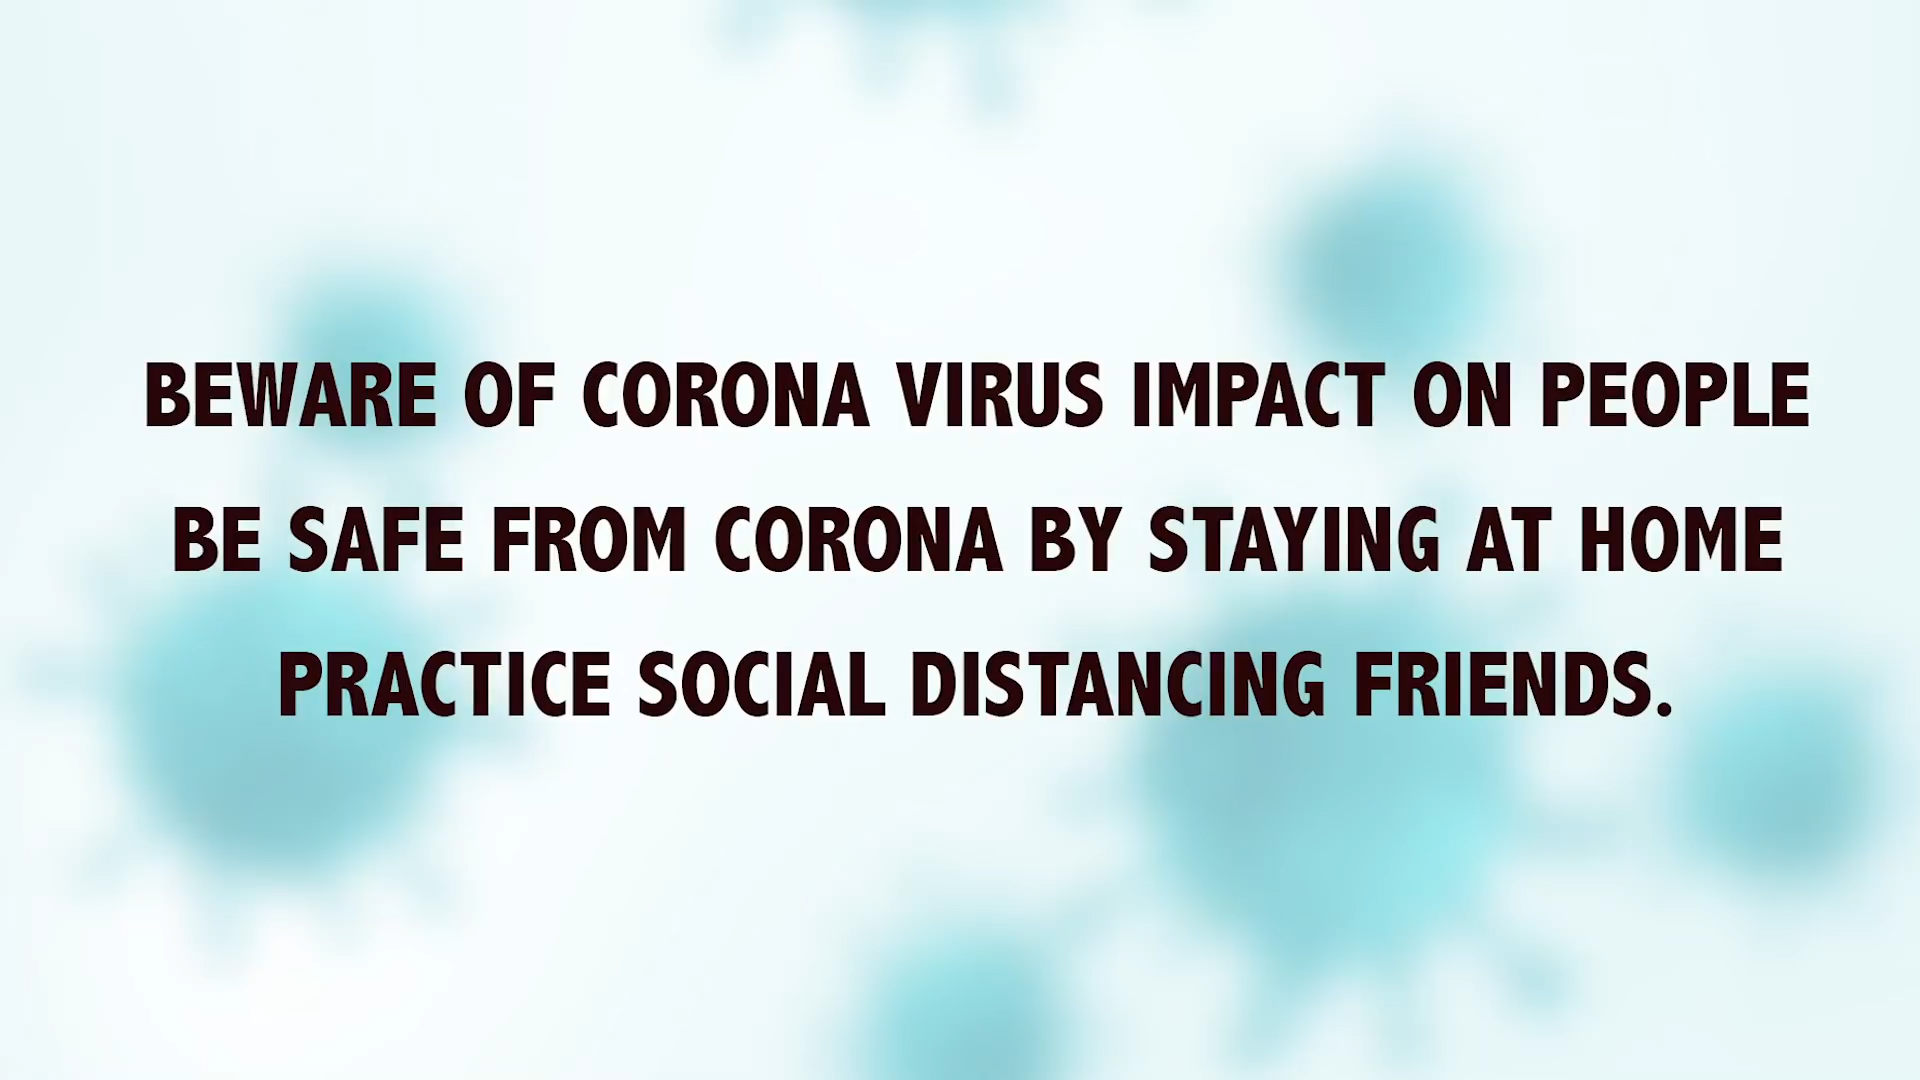 BEWARE OF CORONA VIRUS IMPACT ON PEOPLE
BE SAFE FROM CORONA BY STAYING AT HOME
PRACTICE SOCIAL DISTANCING FRIENDS.